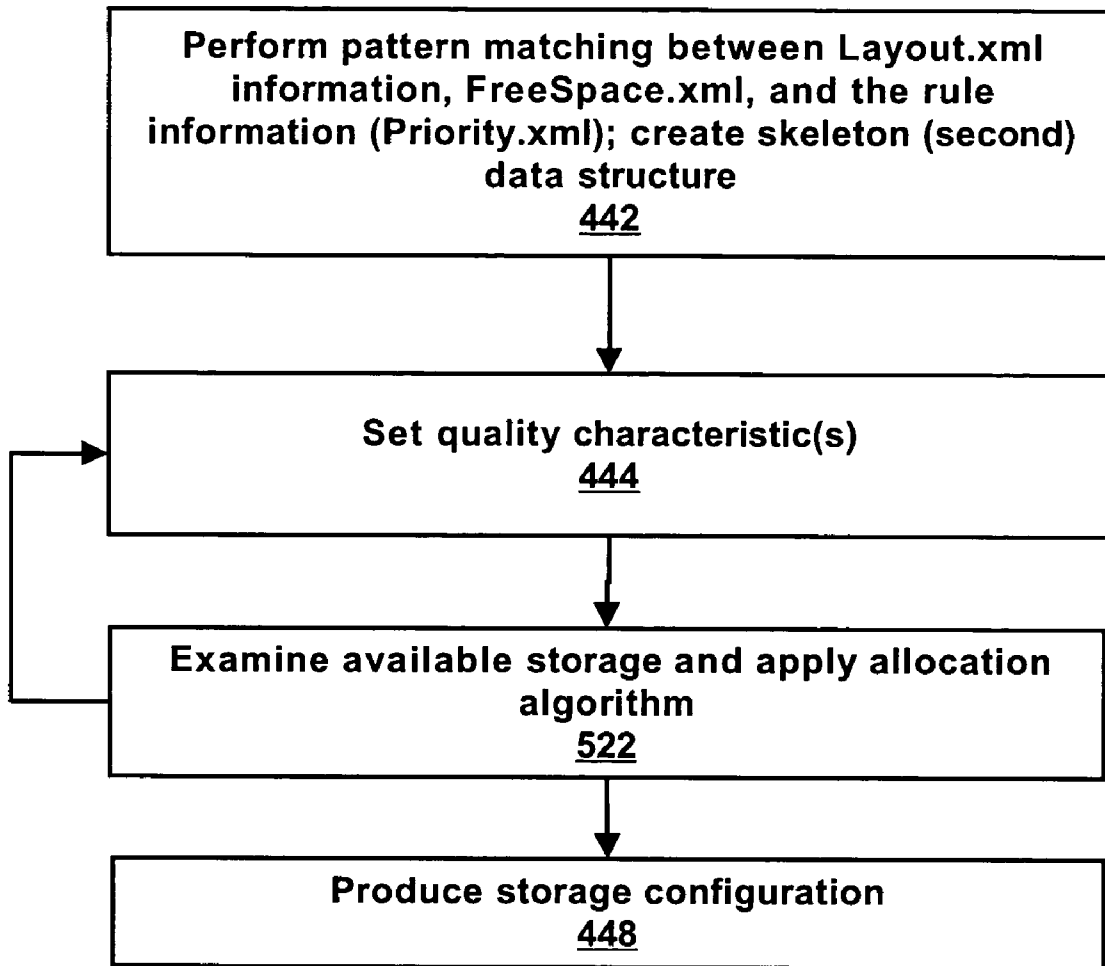 Perform pattern matching between Layout.xml
information, FreeSpace.xml, and the rule
information (Priority.xml); create skeleton (second)
data structure
442
Set quality characteristic(s)
444
Examine available storage and apply allocation
algorithm
522
Produce storage configuration
448